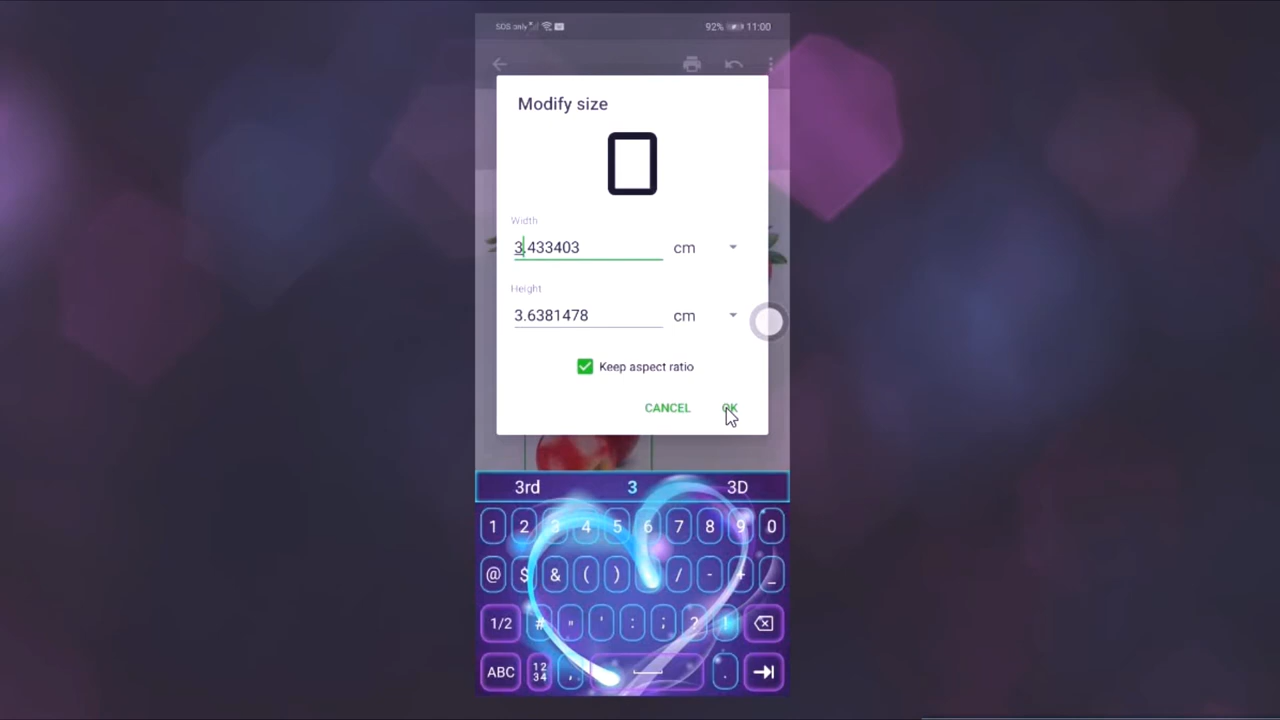 SOS only 92% 11:00
Modify size
Width
3.433403 cm
Height
3.6381478 cm
Keep aspect ratio
CANCEL OK
3rd 3 3D
1 2 3 4 5 6 7 8 9 0
@ $ & ( ) / - + _
1/2 # " ' : ; ? !
ABC 12 34 , .